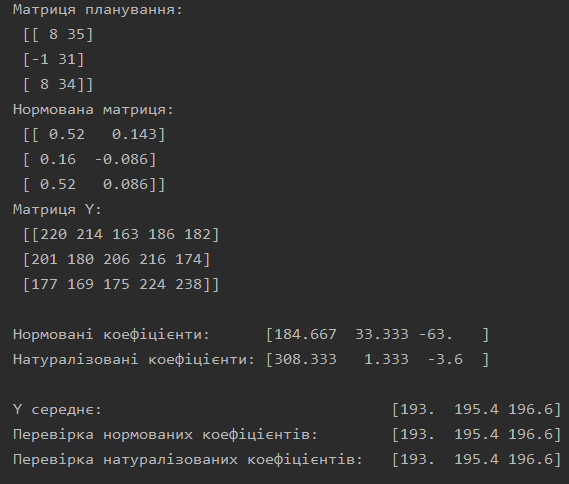 Матриця планування:
[[ 8 35]
[-1 31]
[ 8 34]]
Нормована матриця:
[[ 0.52   0.143]
[ 0.16  -0.086]
[ 0.52   0.086]]
Матриця Y:
[[220 214 163 186 182]
[201 180 206 216 174]
[177 169 175 224 238]]
Нормовані коефіцієнти:      [184.667  33.333 -63.   ]
Натуралізовані коефіцієнти: [308.333   1.333  -3.6  ]
Y середнє:                                [193.  195.4 196.6]
Перевірка нормованих коефіцієнтів:        [193.  195.4 196.6]
Перевірка натуралізованих коефіцієнтів:   [193.  195.4 196.6]